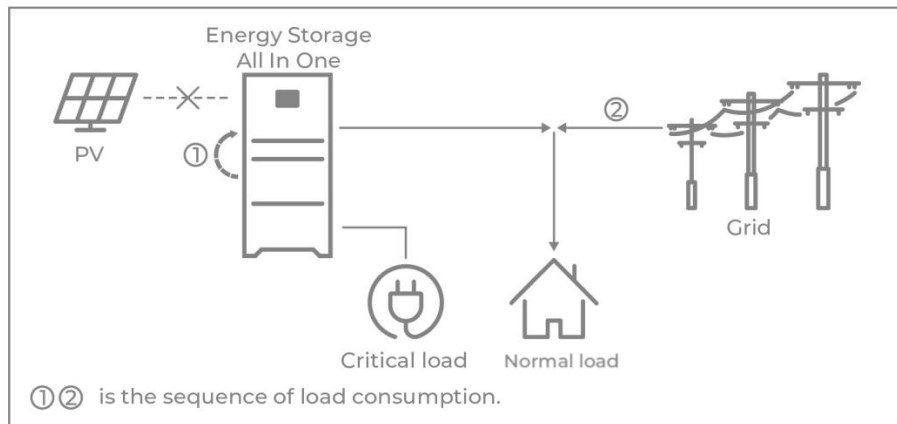 Energy Storage
All In One
PV
①
②
Grid
Critical load
Normal load
①② is the sequence of load consumption.